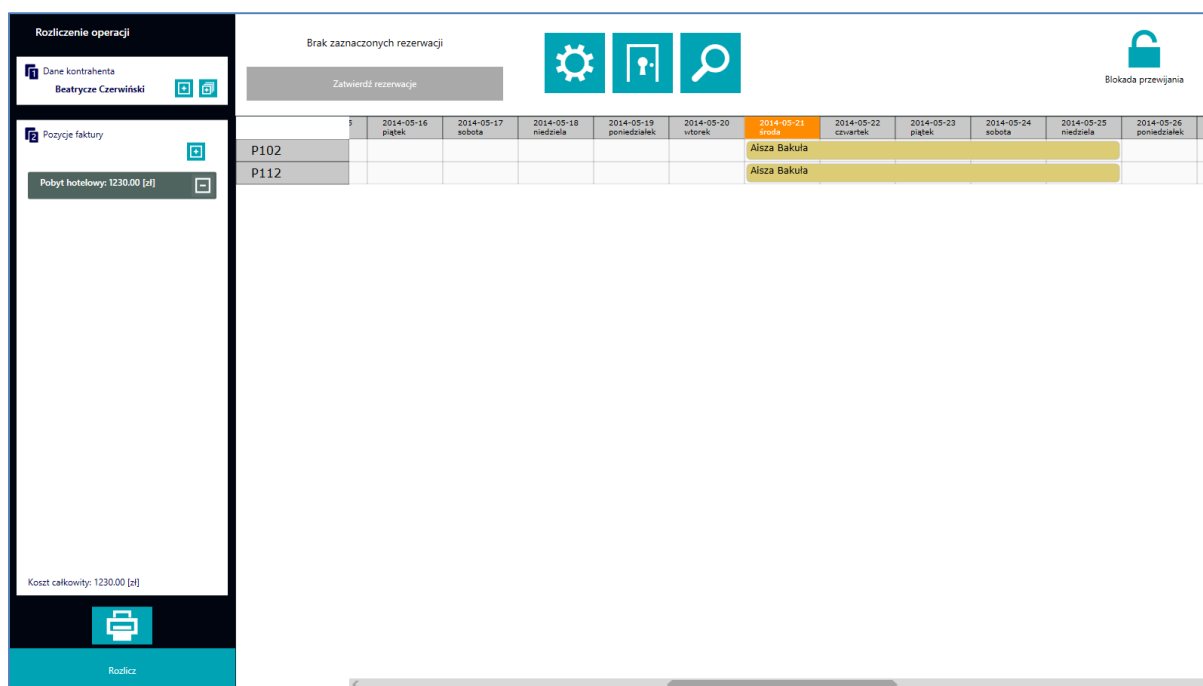 Rozliczenie operacji
1 Dane kontrahenta
Beatrycze Czerwiński
2 Pozycje faktury
Pobyt hotelowy: 1230.00 [zł]
Koszt całkowity: 1230.00 [zł]
Rozlicz
Brak zaznaczonych rezerwacji
Zatwierdź rezerwacje
Blokada przewijania
5 2014-05-16 2014-05-17 2014-05-18 2014-05-19 2014-05-20 2014-05-21 2014-05-22 2014-05-23 2014-05-24 2014-05-25 2014-05-26
piątek sobota niedziela poniedziałek wtorek środa czwartek piątek sobota niedziela poniedziałek
P102 Aisza Bakuła
P112 Aisza Bakuła